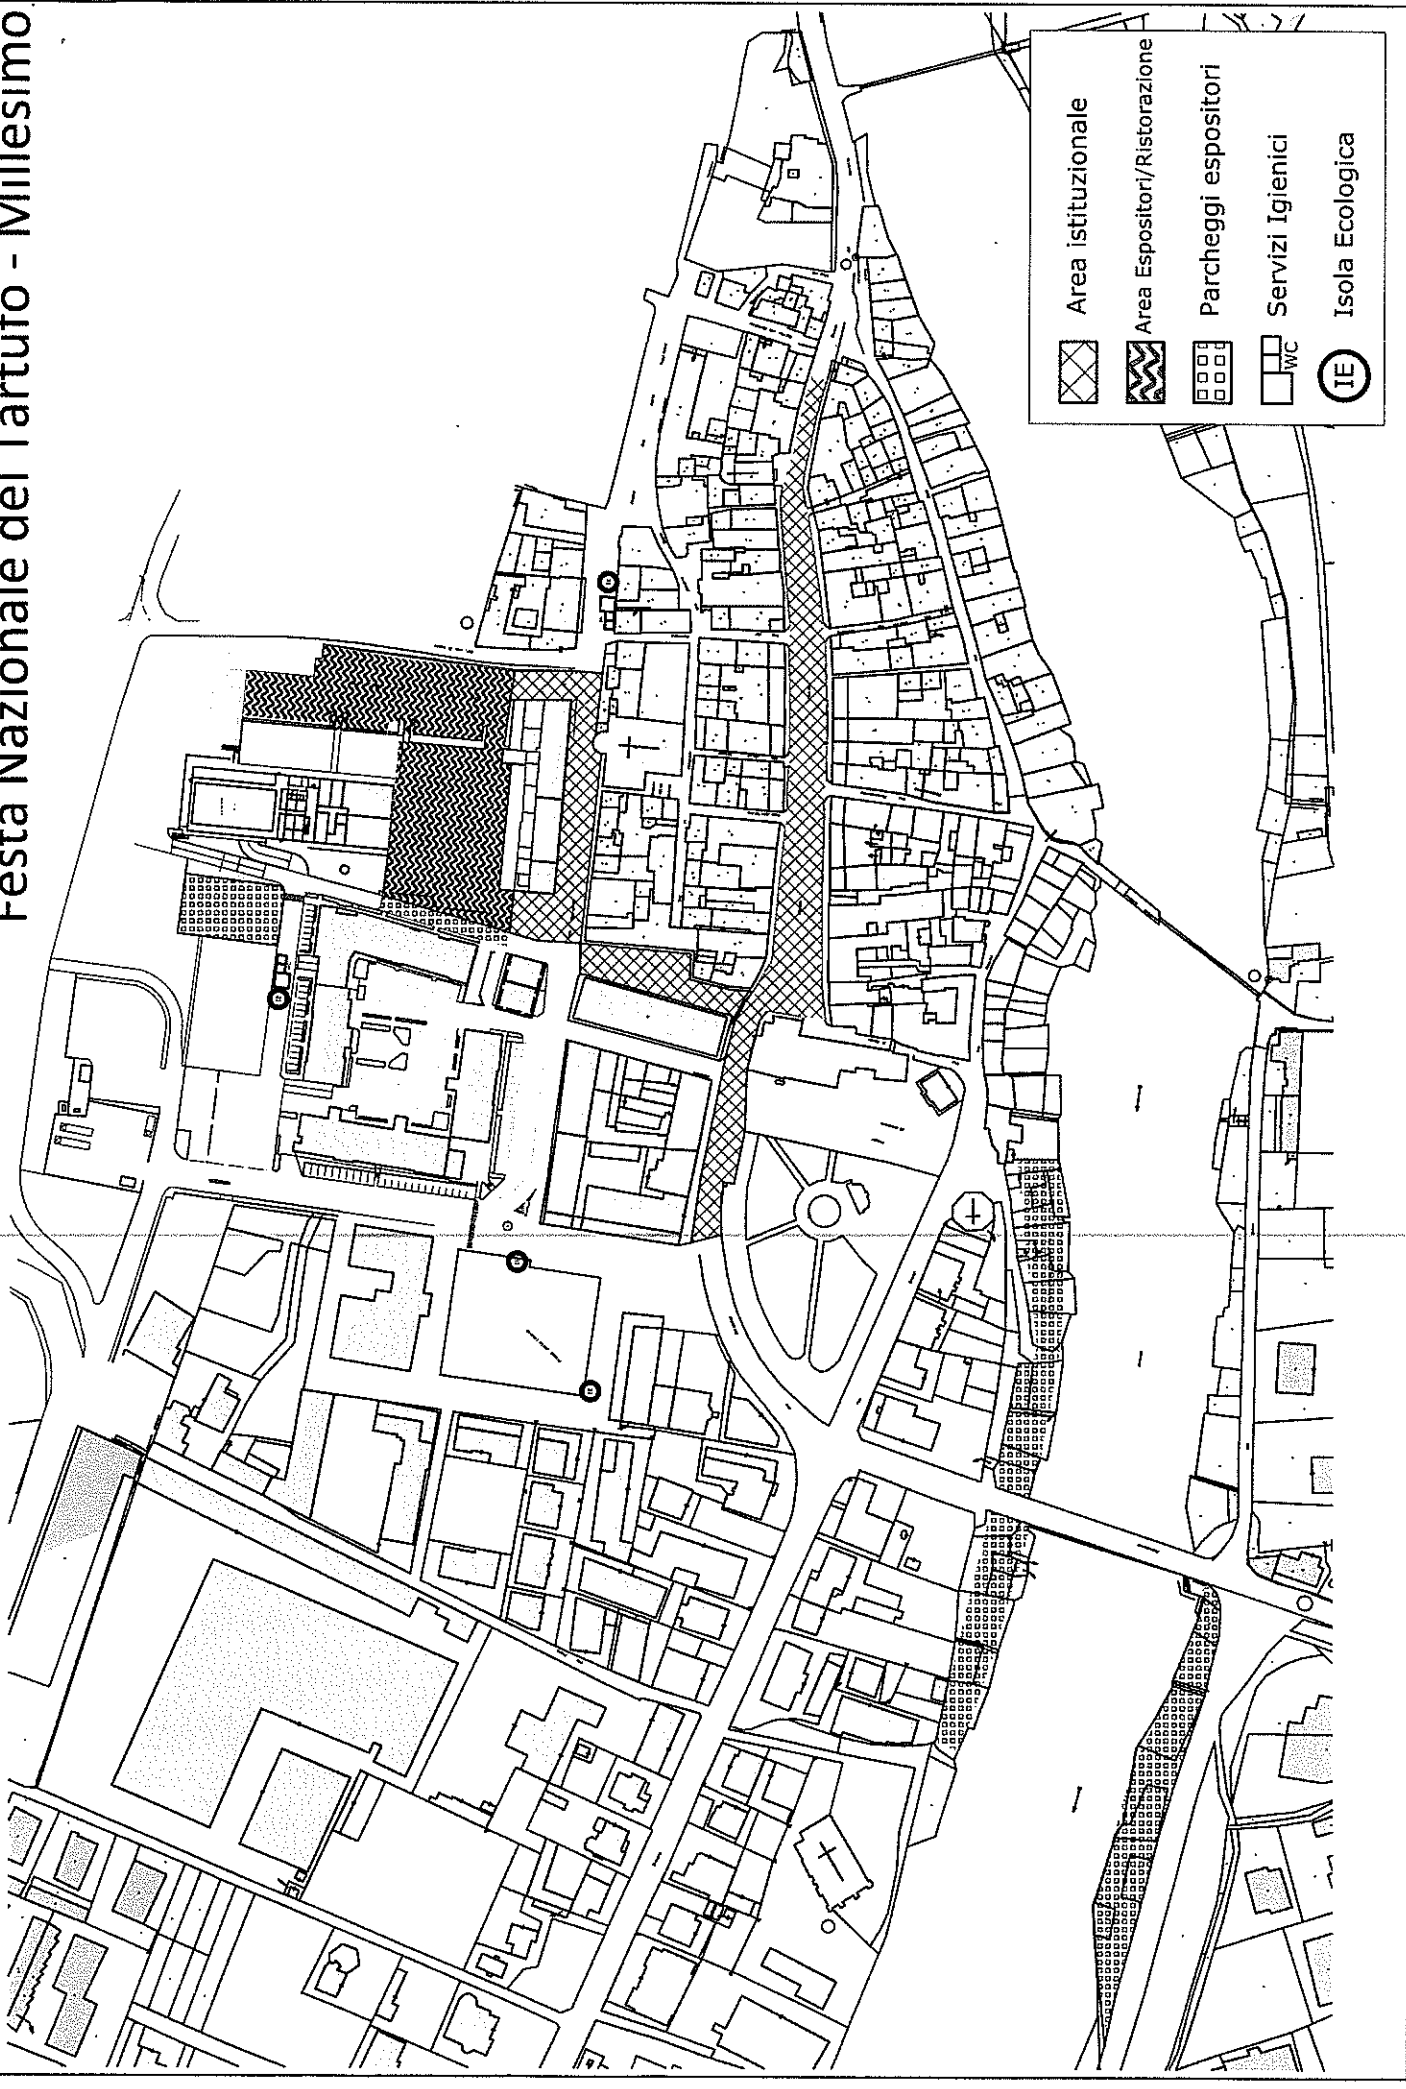 Festa Nazionale del Tartufo - Millesimo
Area istituzionale
Area Espositori/Ristorazione
Parcheggi espositori
WC
Servizi Igienici
IE
Isola Ecologica